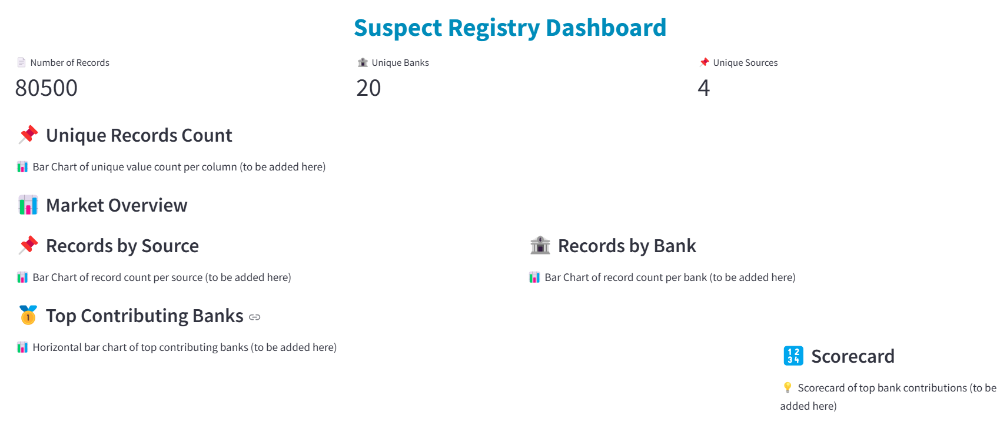 Suspect Registry Dashboard
Number of Records
80500
Unique Banks
20
Unique Sources
4
Unique Records Count
Bar Chart of unique value count per column (to be added here)
Market Overview
Records by Source
Bar Chart of record count per source (to be added here)
Records by Bank
Bar Chart of record count per bank (to be added here)
Top Contributing Banks
Horizontal bar chart of top contributing banks (to be added here)
Scorecard
Scorecard of top bank contributions (to be
added here)